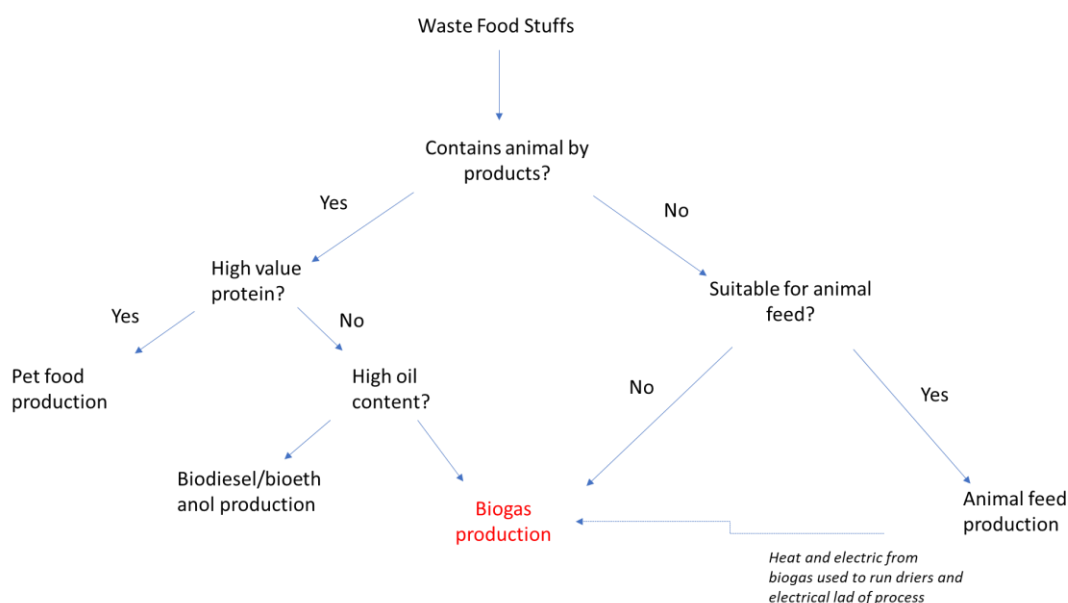 Waste Food Stuffs
Contains animal by
products?
Yes
No
High value
protein?
Suitable for animal
feed?
Yes
No
Pet food
production
High oil
content?
No
Yes
Biodiesel/bioeth
anol production
Biogas
production
Animal feed
production
Heat and electric from
biogas used to run driers and
electrical lad of process